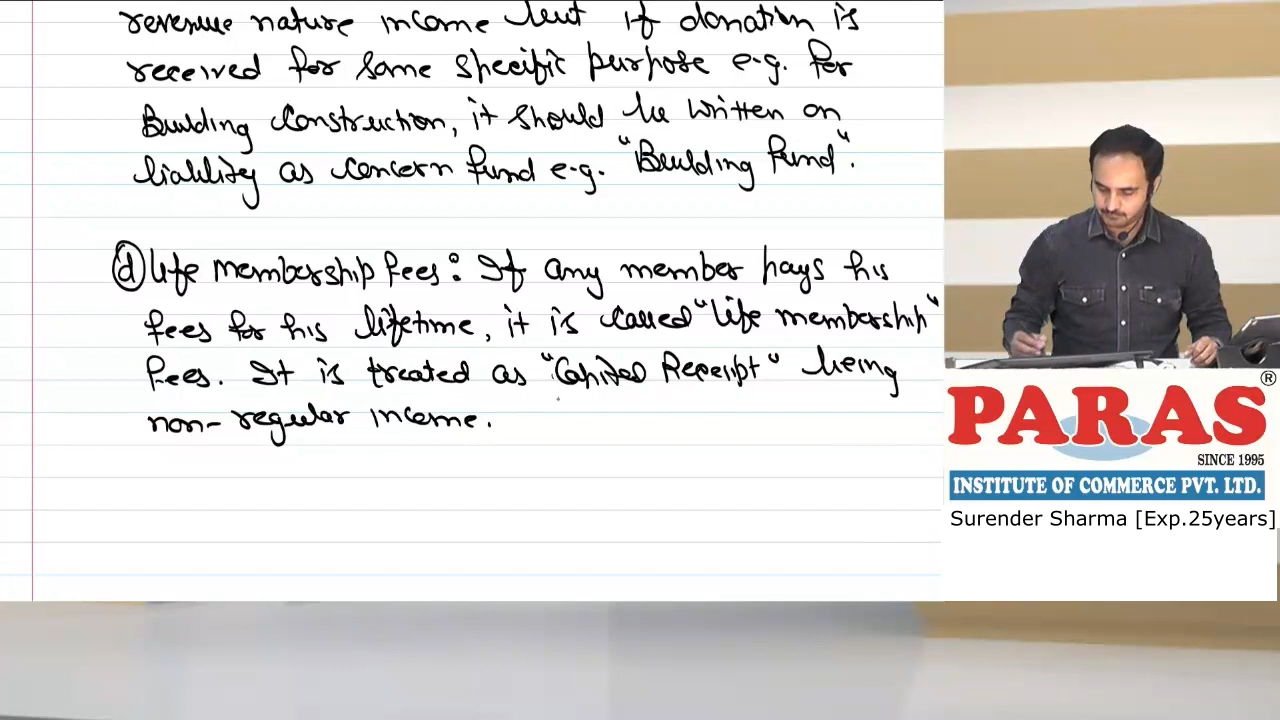 revenue nature income but if donation is
received for some specific purpose e.g. for
Building Construction, it should be written on
liability as concern fund e.g. "Building Fund".
(d) Life membership fees: If any member pays his
fees for his lifetime, it is called "Life membership"
fees. It is treated as "Capital Receipt" being
non-regular income.
PARAS®
SINCE 1995
INSTITUTE OF COMMERCE PVT. LTD.
Surender Sharma [Exp.25years]